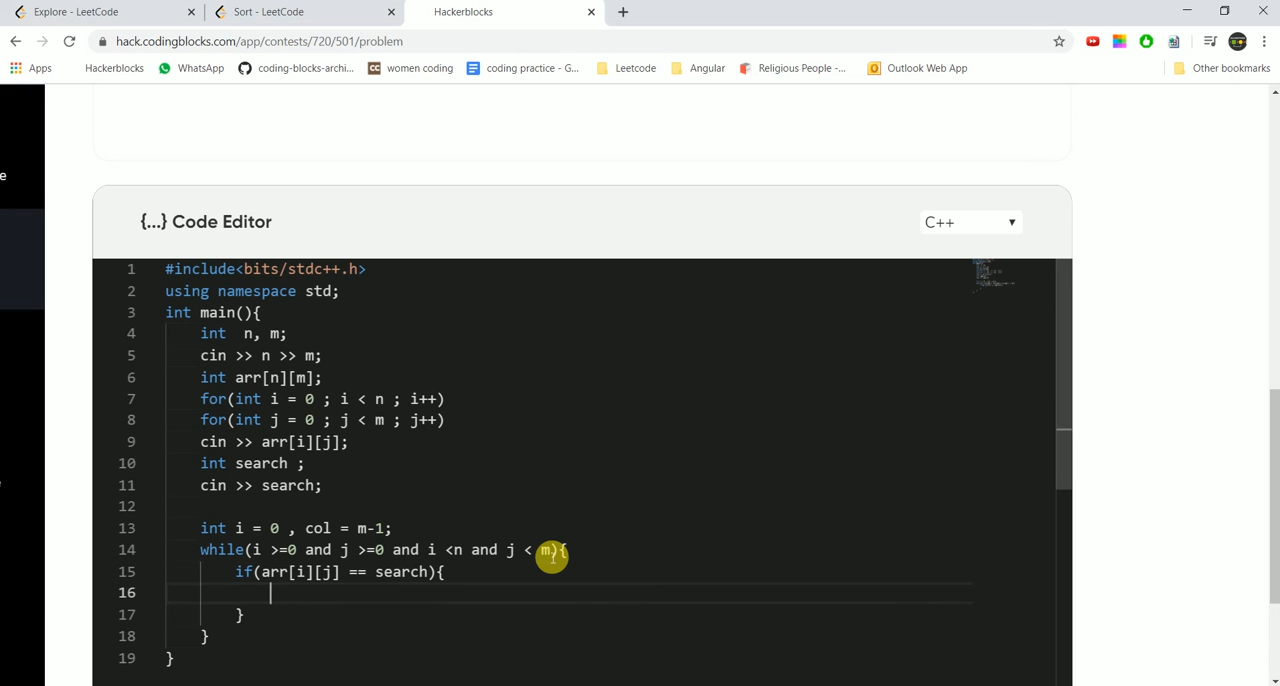 Explore - LeetCode
Sort - LeetCode
Hackerblocks
hack.codingblocks.com/app/contests/720/501/problem
Apps
Hackerblocks
WhatsApp
coding-blocks-archi...
CC
women coding
coding practice - G...
Leetcode
Angular
Religious People -...
Outlook Web App
Other bookmarks
e
{...} Code Editor
C++
1 #include<bits/stdc++.h>
2 using namespace std;
3 int main(){
4 int  n, m;
5 cin >> n >> m;
6 int arr[n][m];
7 for(int i = 0 ; i < n ; i++)
8 for(int j = 0 ; j < m ; j++)
9 cin >> arr[i][j];
10 int search ;
11 cin >> search;
12
13 int i = 0 , col = m-1;
14 while(i >=0 and j >=0 and i <n and j < m){
15 if(arr[i][j] == search){
16
17 }
18 }
19 }